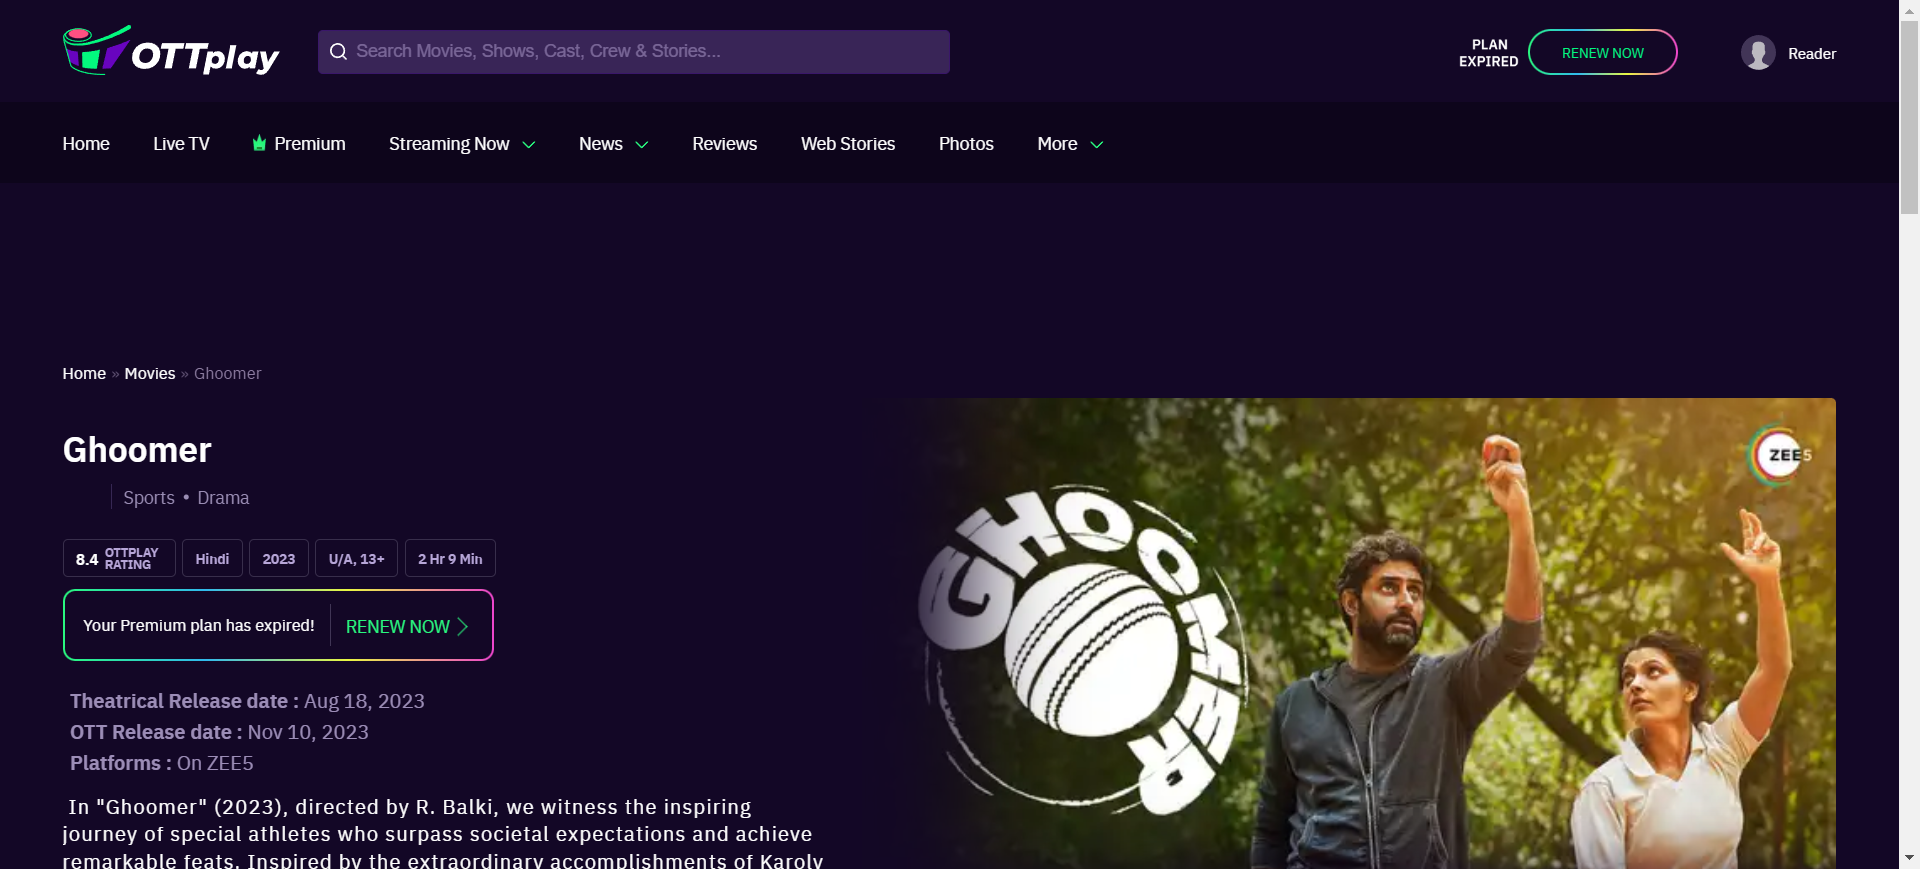 OTTplay
Search Movies, Shows, Cast, Crew & Stories...
PLAN
EXPIRED
RENEW NOW
Reader
Home
Live TV
Premium
Streaming Now
News
Reviews
Web Stories
Photos
More
Home » Movies » Ghoomer
Ghoomer
Sports • Drama
8.4 OTTPLAY
RATING
Hindi
2023
U/A, 13+
2 Hr 9 Min
Your Premium plan has expired!
RENEW NOW
Theatrical Release date : Aug 18, 2023
OTT Release date : Nov 10, 2023
Platforms : On ZEE5
In "Ghoomer" (2023), directed by R. Balki, we witness the inspiring
journey of special athletes who surpass societal expectations and achieve
remarkable feats. Inspired by the extraordinary accomplishments of Karoly
GHOOMER
ZEE5